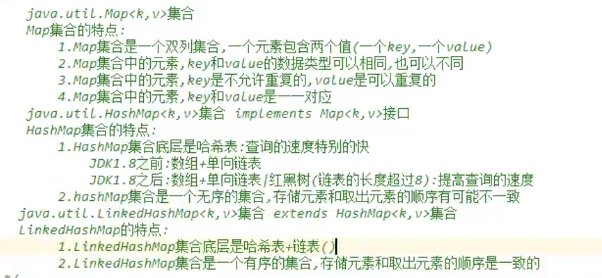 java.util.Map<k,v>集合
Map集合的特点:
1.Map集合是一个双列集合,一个元素包含两个值(一个key,一个value)
2.Map集合中的元素,key和value的数据类型可以相同,也可以不同
3.Map集合中的元素,key是不允许重复的,value是可以重复的
4.Map集合中的元素,key和value是一一对应
java.util.HashMap<k,v>集合 implements Map<k,v>接口
HashMap集合的特点:
1.HashMap集合底层是哈希表:查询的速度特别的快
JDK1.8之前:数组+单向链表
JDK1.8之后:数组+单向链表|红黑树(链表的长度超过8):提高查询的速度
2.hashMap集合是一个无序的集合,存储元素和取出元素的顺序有可能不一致
java.util.LinkedHashMap<k,v>集合 extends HashMap<k,v>集合
LinkedHashMap的特点:
1.LinkedHashMap集合底层是哈希表+链表()
2.LinkedHashMap集合是一个有序的集合,存储元素和取出元素的顺序是一致的
*/